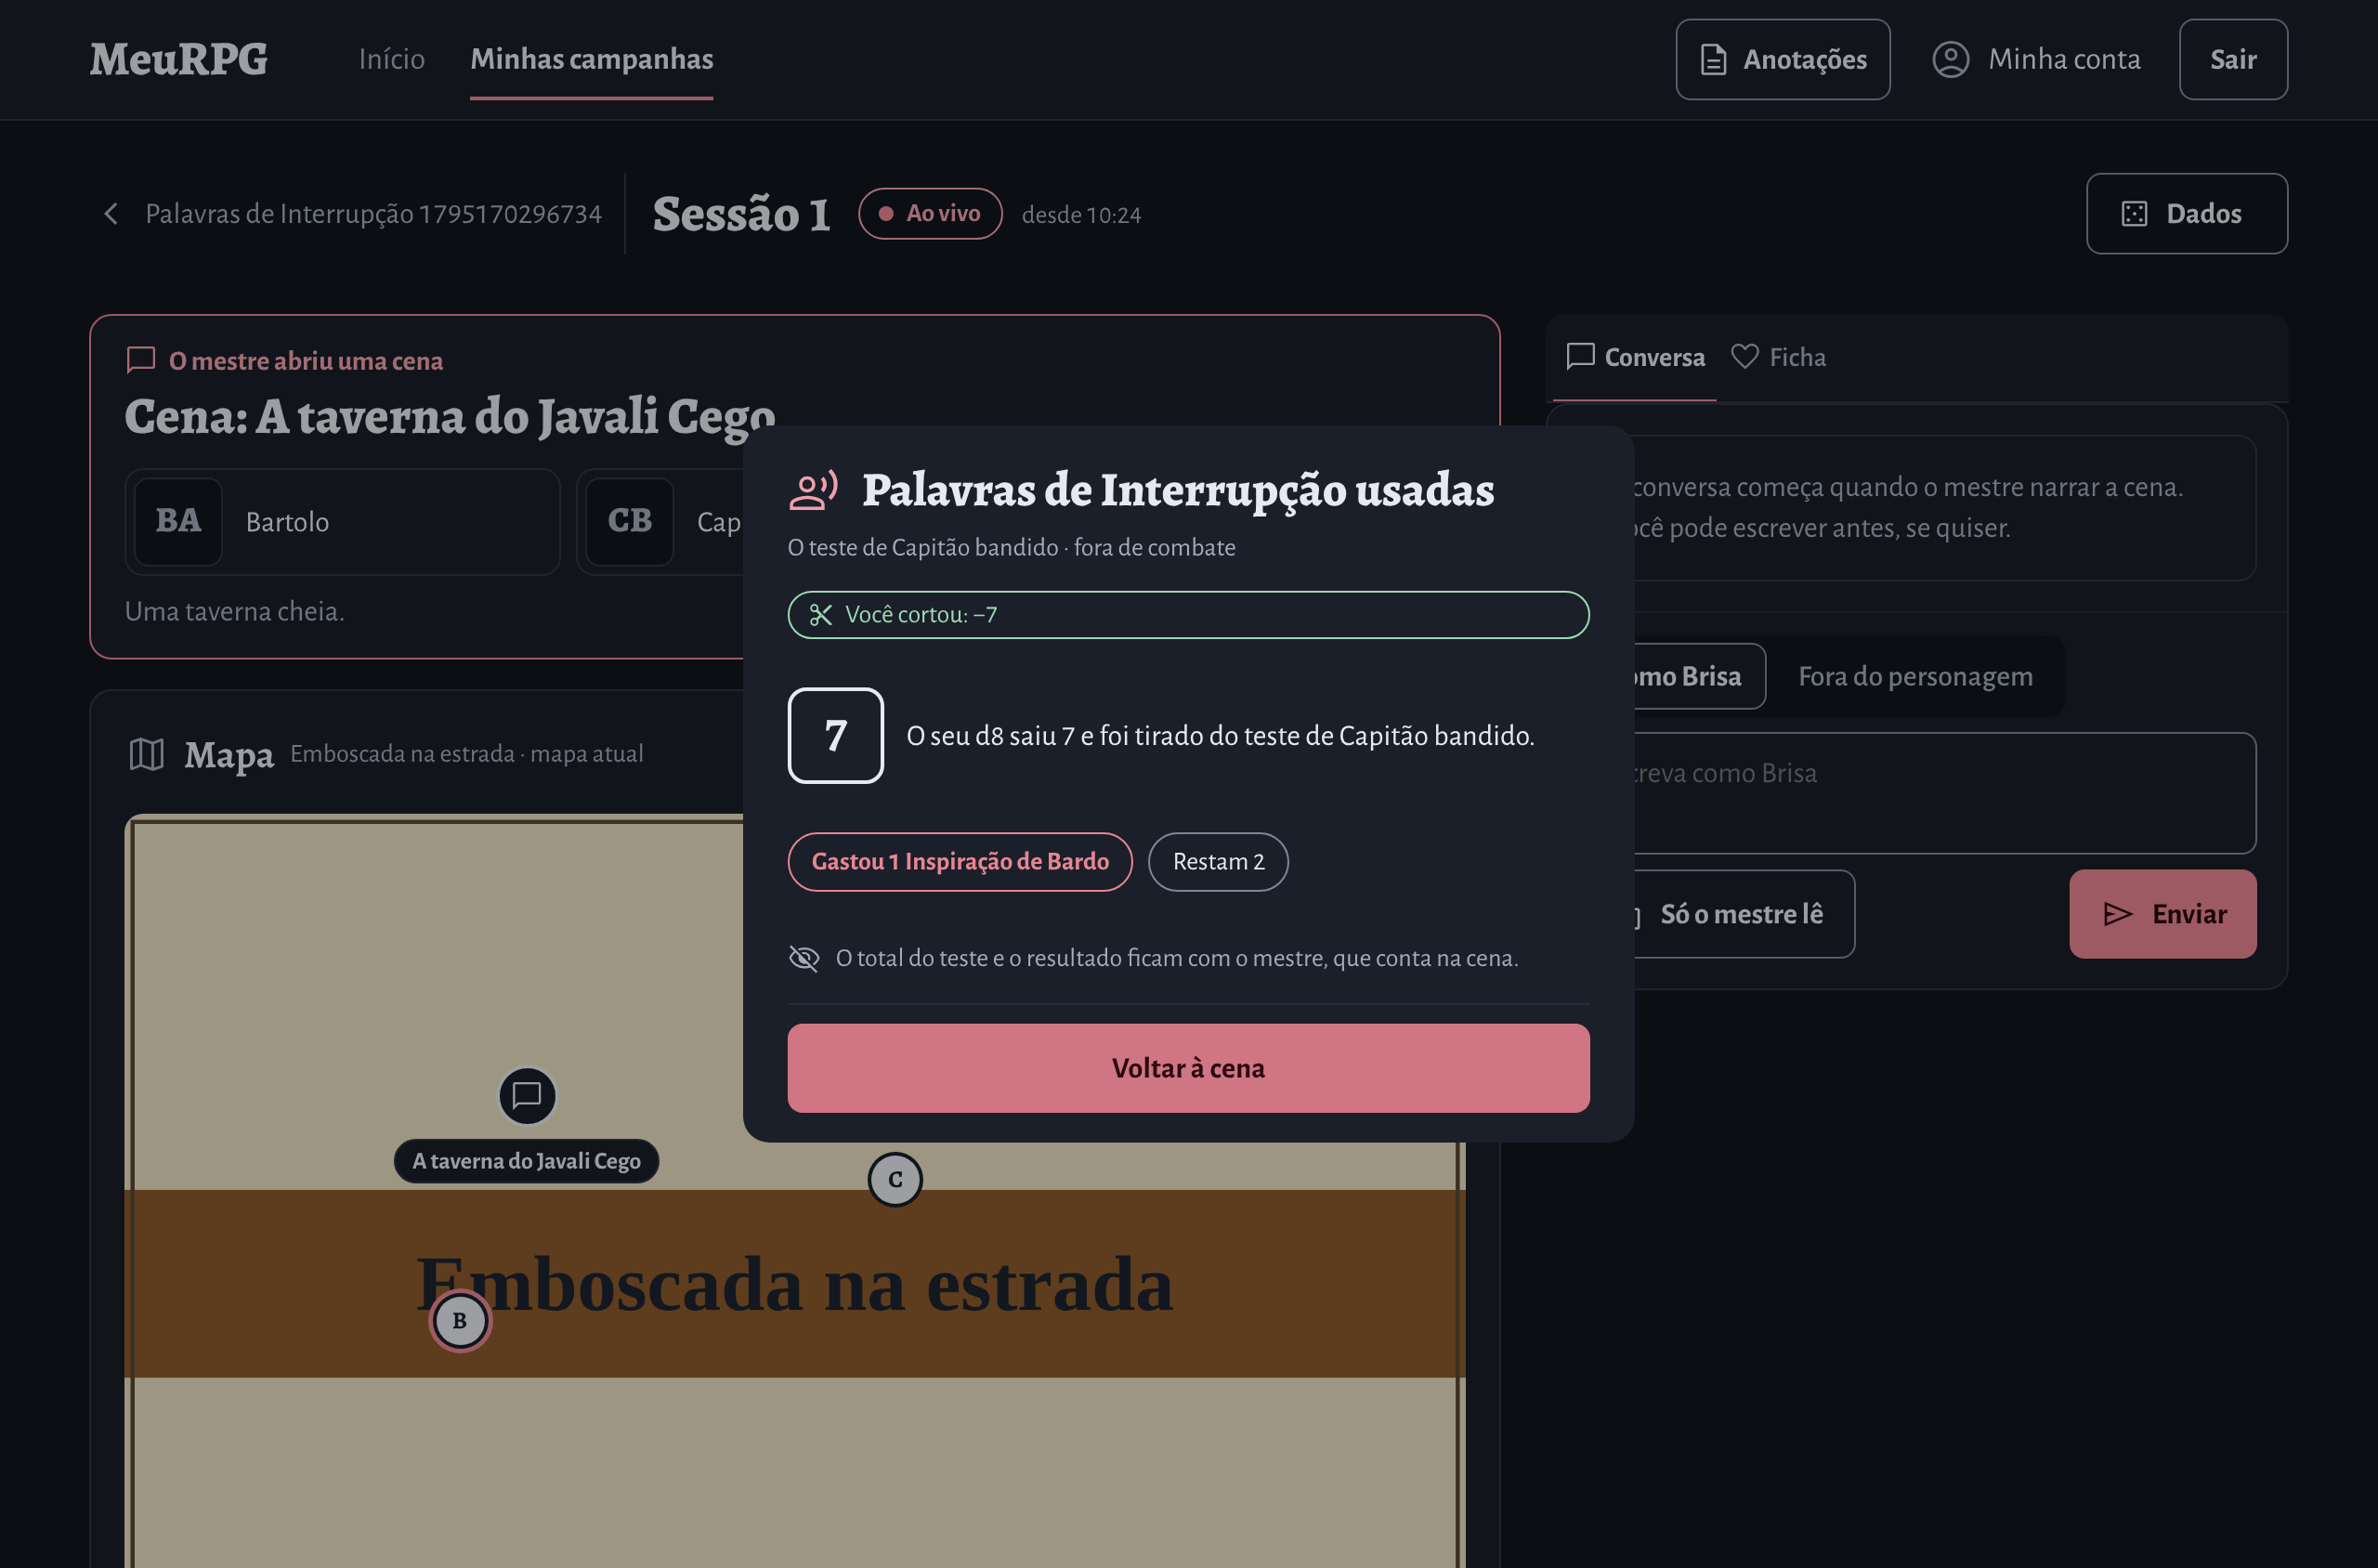 MeuRPG
Início
Minhas campanhas
Anotações
Minha conta
Sair
Palavras de Interrupção 1795170296734
Sessão 1
Ao vivo
desde 10:24
Dados
O mestre abriu uma cena
Cena: A taverna do Javali Cego
BA
Bartolo
CB
Cap
Uma taverna cheia.
Mapa
Emboscada na estrada · mapa atual
Palavras de Interrupção usadas
O teste de Capitão bandido · fora de combate
Você cortou: −7
7
O seu d8 saiu 7 e foi tirado do teste de Capitão bandido.
Gastou 1 Inspiração de Bardo
Restam 2
O total do teste e o resultado ficam com o mestre, que conta na cena.
Voltar à cena
Conversa
Ficha
conversa começa quando o mestre narrar a cena.
ocê pode escrever antes, se quiser.
omo Brisa
Fora do personagem
creva como Brisa
Só o mestre lê
Enviar
A taverna do Javali Cego
C
Emboscada na estrada
B